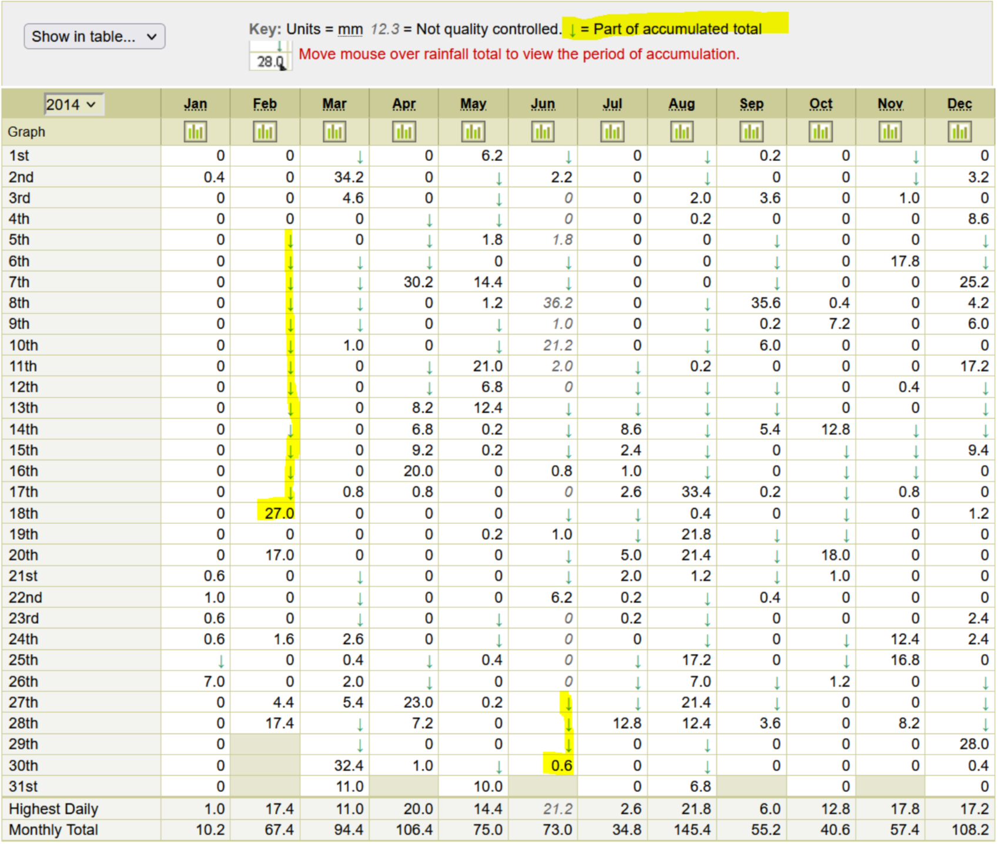 Show in table...
Key: Units = mm 12.3 = Not quality controlled. ↓ = Part of accumulated total
28.0 Move mouse over rainfall total to view the period of accumulation.
2014 Jan Feb Mar Apr May Jun Jul Aug Sep Oct Nov Dec
Graph
1st 0 0 ↓ 0 6.2 ↓ 0 ↓ 0.2 0 ↓ 0
2nd 0.4 0 34.2 0 ↓ 2.2 0 ↓ 0 0 ↓ 3.2
3rd 0 0 4.6 0 ↓ 0 0 2.0 3.6 0 1.0 0
4th 0 0 0 ↓ ↓ 0 0 0.2 0 0 0 8.6
5th 0 ↓ 0 ↓ 1.8 1.8 0 0 ↓ 0 0 ↓
6th 0 ↓ ↓ ↓ 0 ↓ 0 0 ↓ 0 17.8 ↓
7th 0 ↓ ↓ 30.2 14.4 ↓ 0 0 ↓ 0 0 25.2
8th 0 ↓ ↓ 0 1.2 36.2 0 ↓ 35.6 0.4 0 4.2
9th 0 ↓ ↓ 0 ↓ 1.0 0 ↓ 0.2 7.2 0 6.0
10th 0 ↓ 1.0 0 ↓ 21.2 0 ↓ 6.0 0 0 0
11th 0 ↓ 0 ↓ 21.0 2.0 ↓ 0.2 0 0 0 17.2
12th 0 ↓ 0 ↓ 6.8 0 ↓ ↓ ↓ 0 0.4 ↓
13th 0 ↓ 0 8.2 12.4 ↓ ↓ ↓ ↓ 0 0 ↓
14th 0 ↓ 0 6.8 0.2 ↓ 8.6 ↓ 5.4 12.8 ↓ ↓
15th 0 ↓ 0 9.2 0.2 ↓ 2.4 ↓ 0 ↓ ↓ 9.4
16th 0 ↓ 0 20.0 0 0.8 1.0 ↓ 0 ↓ ↓ 0
17th 0 ↓ 0.8 0.8 0 0 2.6 33.4 0.2 ↓ 0.8 0
18th 0 27.0 0 0 0 ↓ ↓ 0.4 0 ↓ 0 1.2
19th 0 0 0 0 0.2 1.0 ↓ 21.8 ↓ ↓ 0 0
20th 0 17.0 0 0 0 ↓ 5.0 21.4 ↓ 18.0 0 0
21st 0.6 0 ↓ 0 0 ↓ 2.0 1.2 ↓ 1.0 0 0
22nd 1.0 0 ↓ 0 0 6.2 0.2 ↓ 0.4 0 0 0
23rd 0.6 0 ↓ 0 ↓ 0 0.2 ↓ 0 0 0 2.4
24th 0.6 1.6 2.6 0 ↓ 0 0 ↓ 0 ↓ 12.4 2.4
25th ↓ 0 0.4 ↓ 0.4 0 ↓ 17.2 0 ↓ 16.8 0
26th 7.0 0 2.0 ↓ 0 0 ↓ 7.0 ↓ 1.2 0 ↓
27th 0 4.4 5.4 23.0 0.2 ↓ ↓ 21.4 ↓ 0 0 ↓
28th 0 17.4 ↓ 7.2 0 ↓ 12.8 12.4 3.6 0 8.2 ↓
29th 0 ↓ 0 0 ↓ 0 ↓ 0 0 0 28.0
30th 0 32.4 1.0 ↓ 0.6 0 ↓ 0 0 0 0.4
31st 0 11.0 10.0 0 6.8 0 0
Highest Daily 1.0 17.4 11.0 20.0 14.4 21.2 2.6 21.8 6.0 12.8 17.8 17.2
Monthly Total 10.2 67.4 94.4 106.4 75.0 73.0 34.8 145.4 55.2 40.6 57.4 108.2